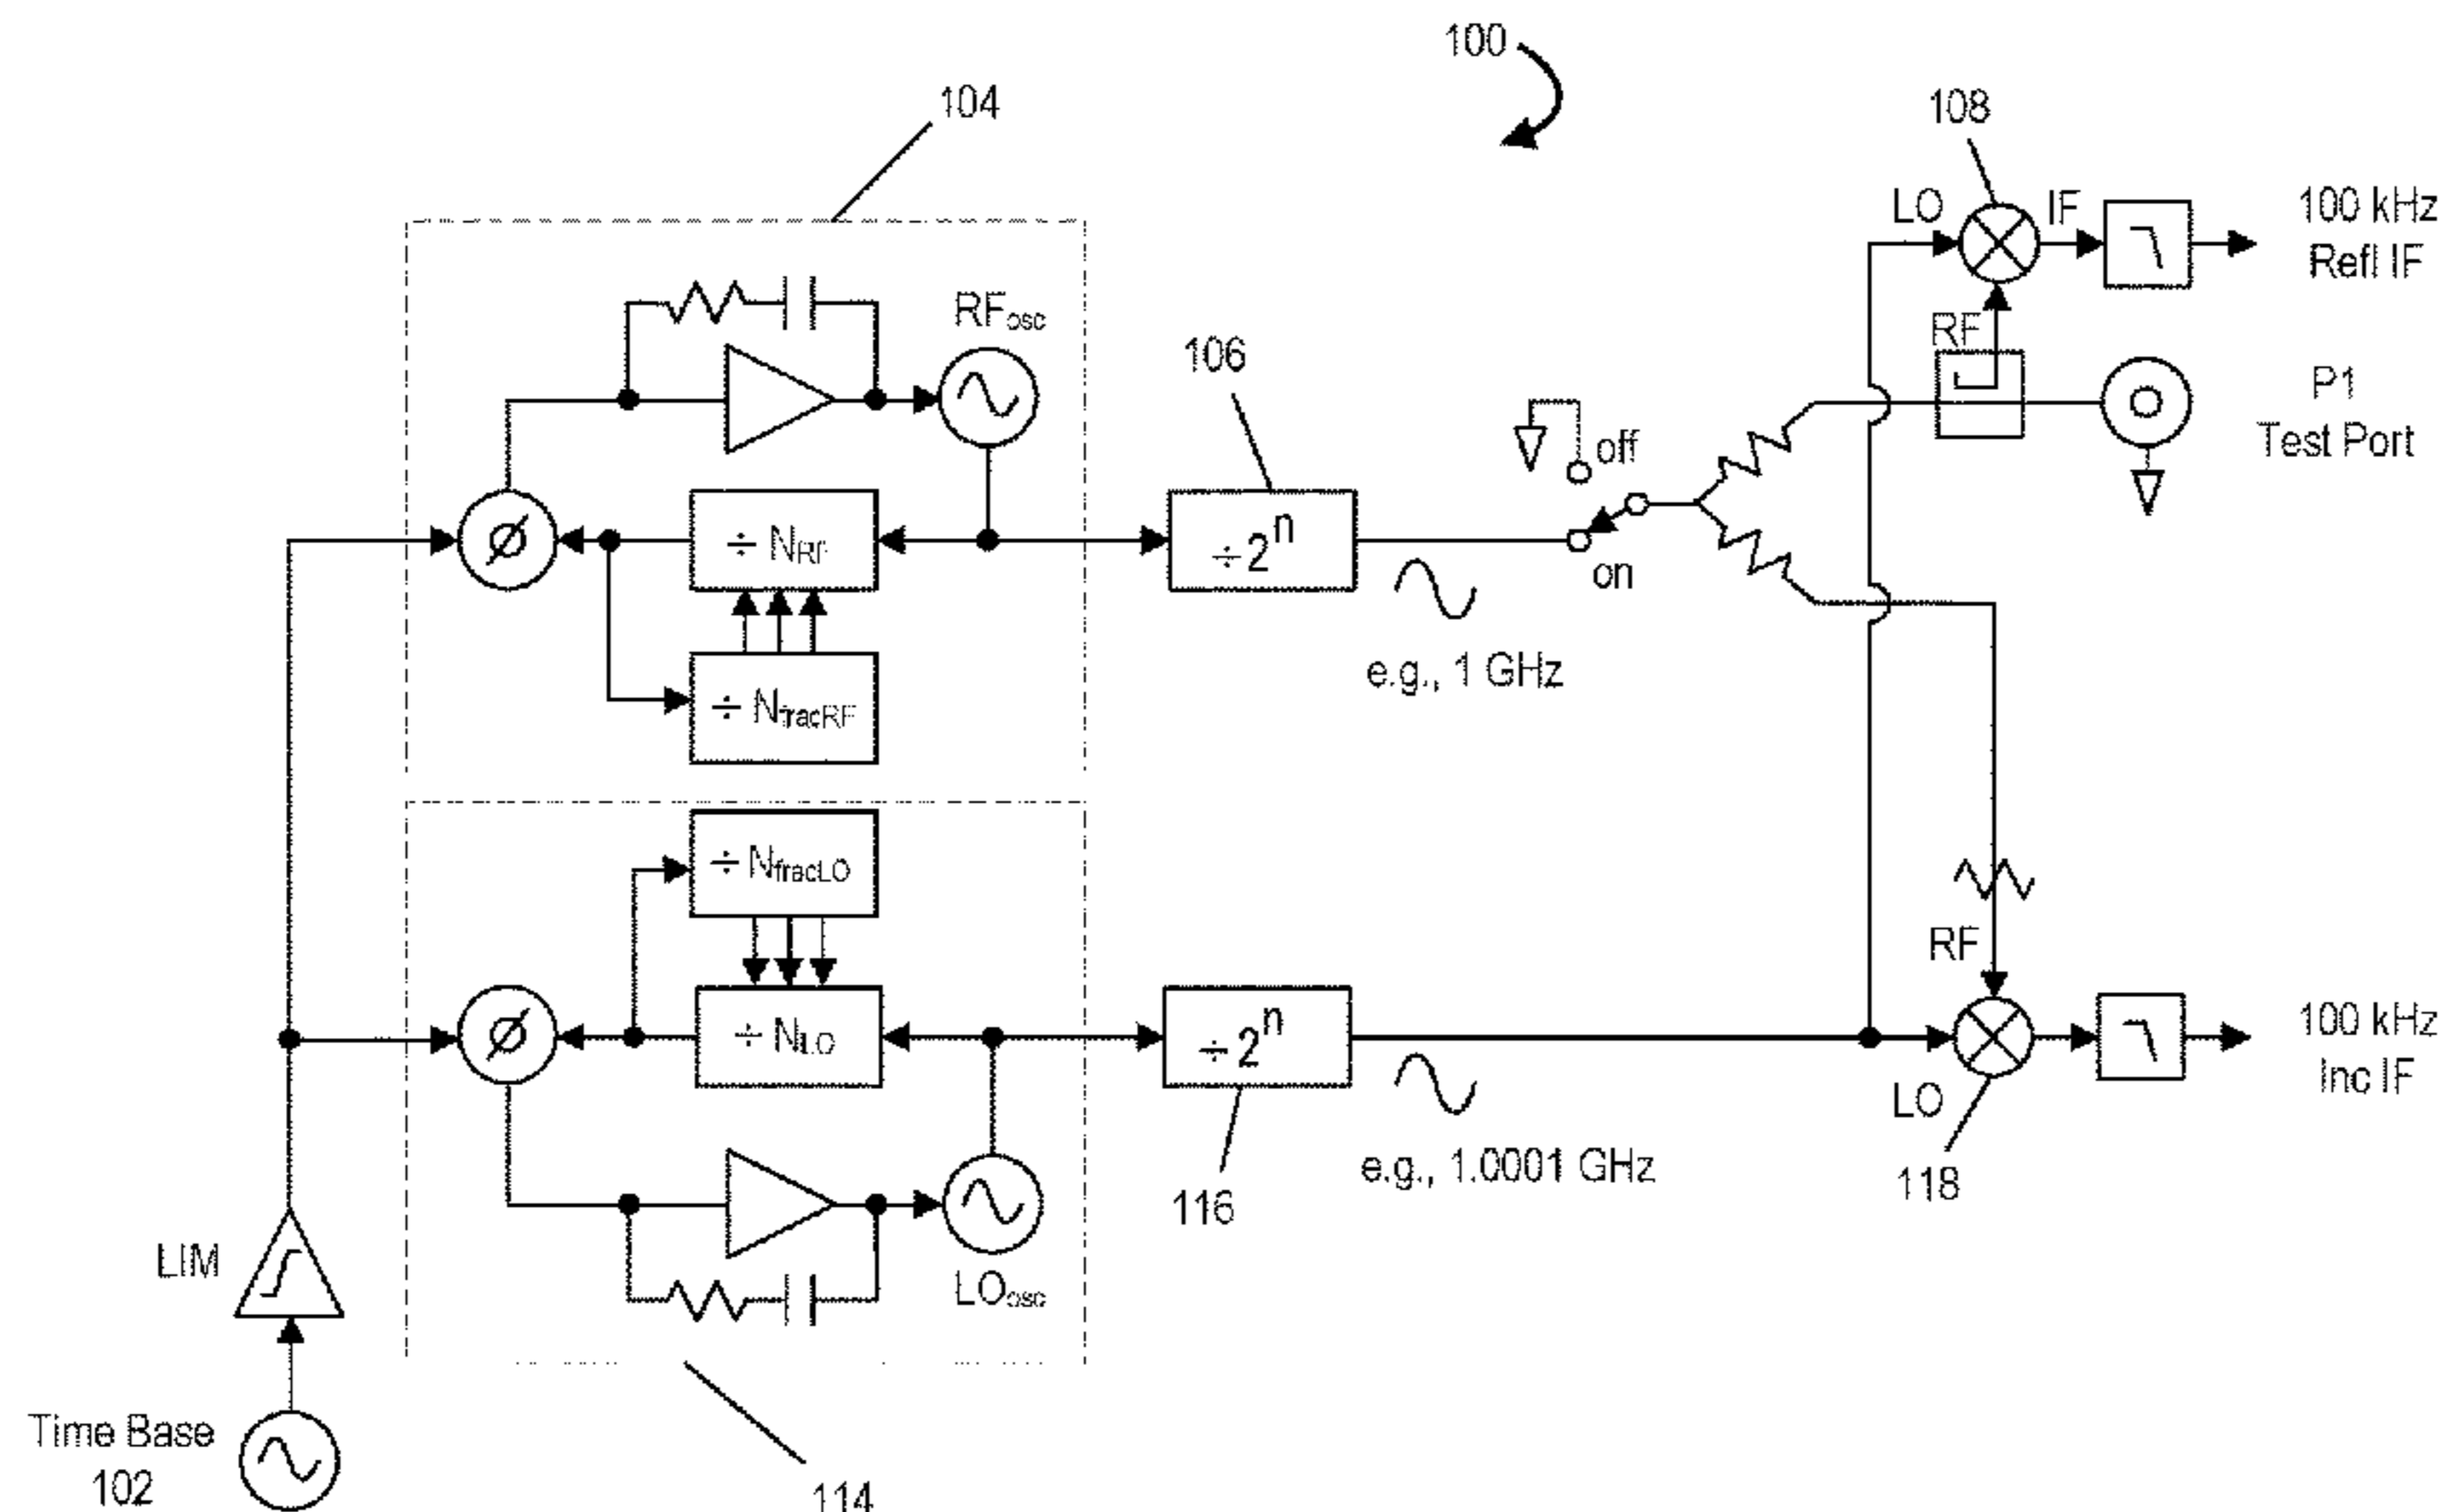 100
104
108
LO
IF
100 kHz
Refl IF
RFosc
RF
106
P1
Test Port
off
on
÷ NRF
÷2ⁿ
e.g., 1 GHz
÷ NfracRF
÷ NfracLO
RF
÷ NLO
÷2ⁿ
100 kHz
Inc IF
LO
e.g., 1.0001 GHz
116
118
LIM
LOosc
Time Base
102
114